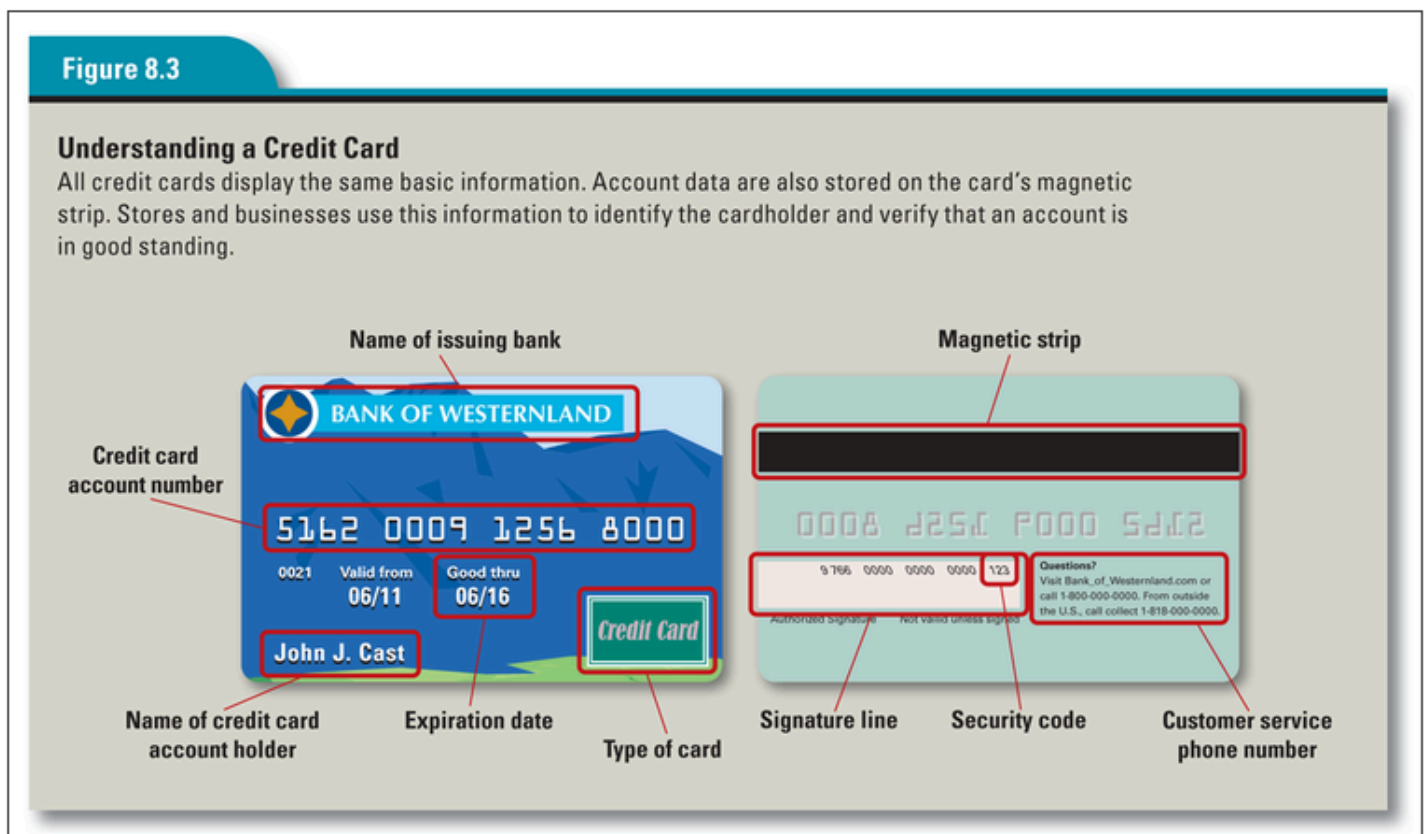 Figure 8.3
Understanding a Credit Card
All credit cards display the same basic information. Account data are also stored on the card's magnetic
strip. Stores and businesses use this information to identify the cardholder and verify that an account is
in good standing.
Name of issuing bank
Magnetic strip
BANK OF WESTERNLAND
Credit card
account number
5162 0009 1256 8000
0021 Valid from Good thru
06/11 06/16
Credit Card
John J. Cast
0008 6521 9000 2615
9766 0000 0000 0000 123
Authorized Signature Not valid unless signed
Questions?
Visit Bank_of_Westernland.com or
call 1-800-000-0000. From outside
the U.S., call collect 1-818-000-0000.
Name of credit card
account holder
Expiration date
Type of card
Signature line
Security code
Customer service
phone number